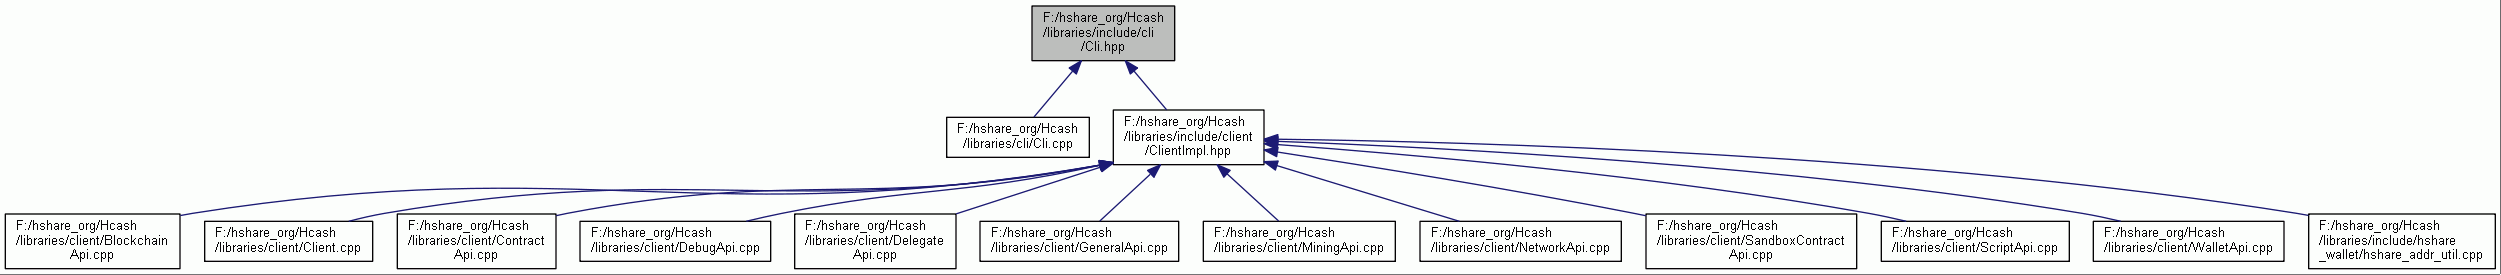 F:/hshare_org/Hcash
/libraries/include/cli
/Cli.hpp
F:/hshare_org/Hcash
/libraries/cli/Cli.cpp
F:/hshare_org/Hcash
/libraries/include/client
/ClientImpl.hpp
F:/hshare_org/Hcash
/libraries/client/Blockchain
Api.cpp
F:/hshare_org/Hcash
/libraries/client/Client.cpp
F:/hshare_org/Hcash
/libraries/client/Contract
Api.cpp
F:/hshare_org/Hcash
/libraries/client/DebugApi.cpp
F:/hshare_org/Hcash
/libraries/client/Delegate
Api.cpp
F:/hshare_org/Hcash
/libraries/client/GeneralApi.cpp
F:/hshare_org/Hcash
/libraries/client/MiningApi.cpp
F:/hshare_org/Hcash
/libraries/client/NetworkApi.cpp
F:/hshare_org/Hcash
/libraries/client/SandboxContract
Api.cpp
F:/hshare_org/Hcash
/libraries/client/ScriptApi.cpp
F:/hshare_org/Hcash
/libraries/client/WalletApi.cpp
F:/hshare_org/Hcash
/libraries/include/hshare
_wallet/hshare_addr_util.cpp